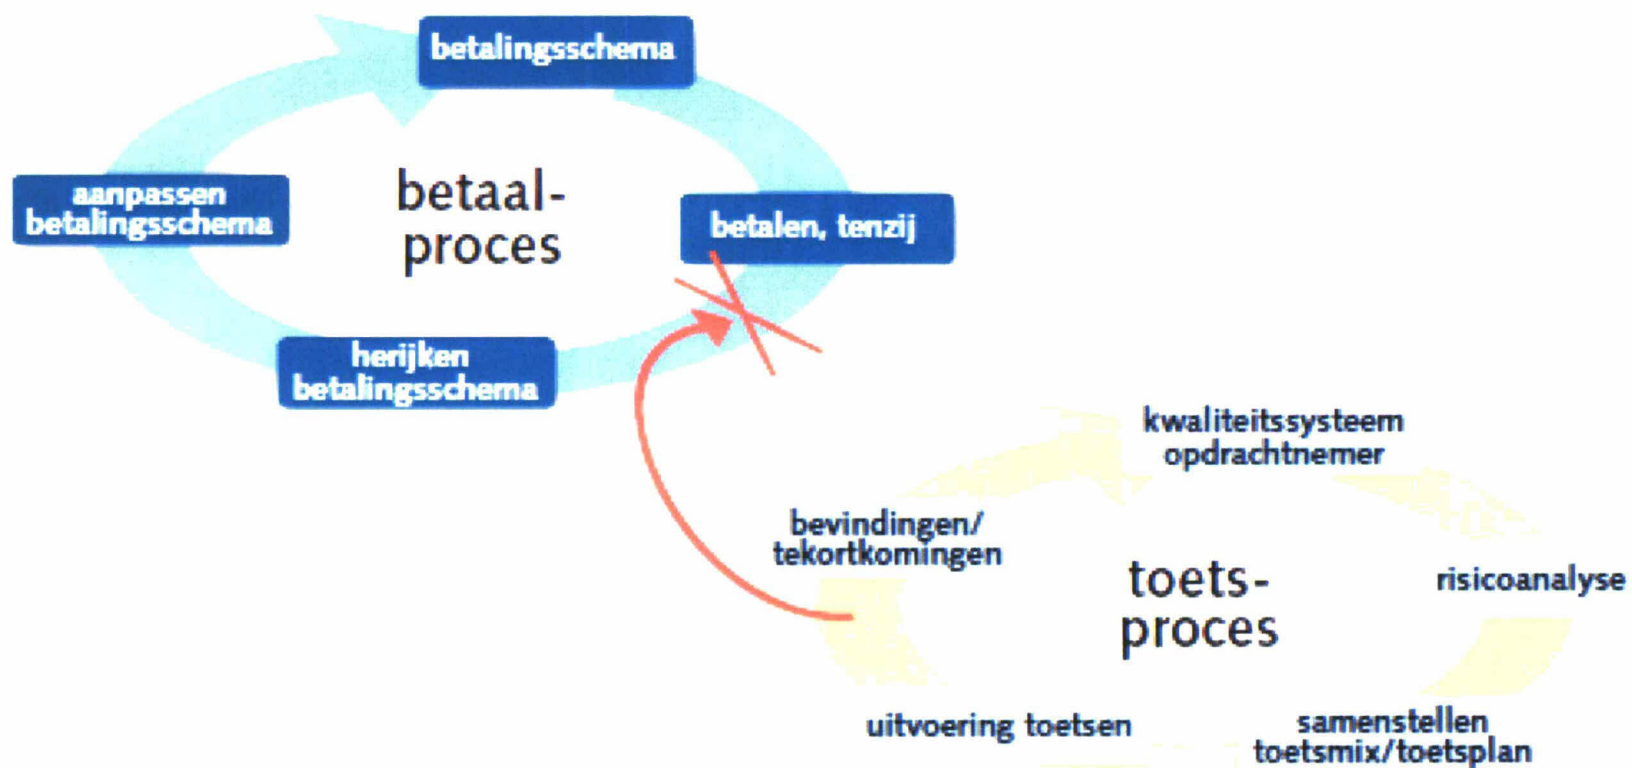 betalingsschema
aanpassen
betalingsschema
betaal-
proces
betalen, tenzij
herijken
betalingsschema
kwaliteitssysteem
opdrachtnemer
bevindingen/
tekortkomingen
toets-
proces
risicoanalyse
uitvoering toetsen
samenstellen
toetsmix/toetsplan